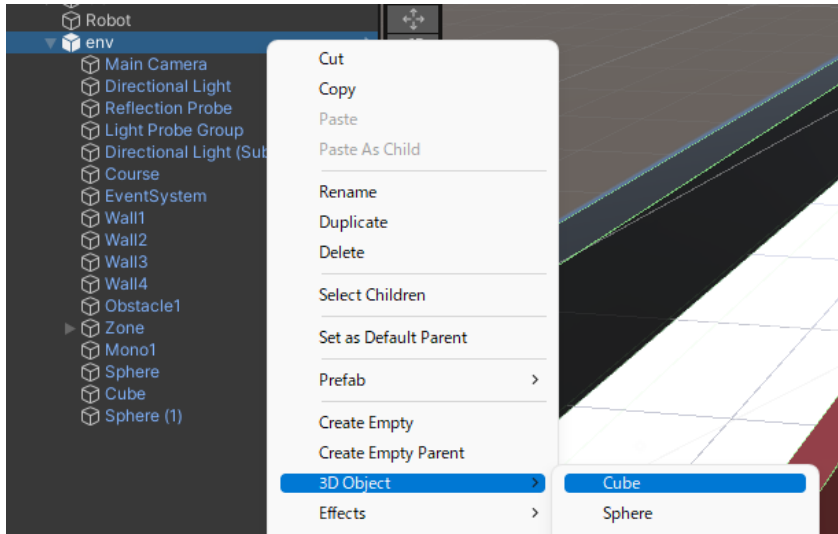 Robot
env
Main Camera
Directional Light
Reflection Probe
Light Probe Group
Directional Light (Sub
Course
EventSystem
Wall1
Wall2
Wall3
Wall4
Obstacle1
Zone
Mono1
Sphere
Cube
Sphere (1)
Cut
Copy
Paste
Paste As Child
Rename
Duplicate
Delete
Select Children
Set as Default Parent
Prefab
Create Empty
Create Empty Parent
3D Object
Effects
Cube
Sphere